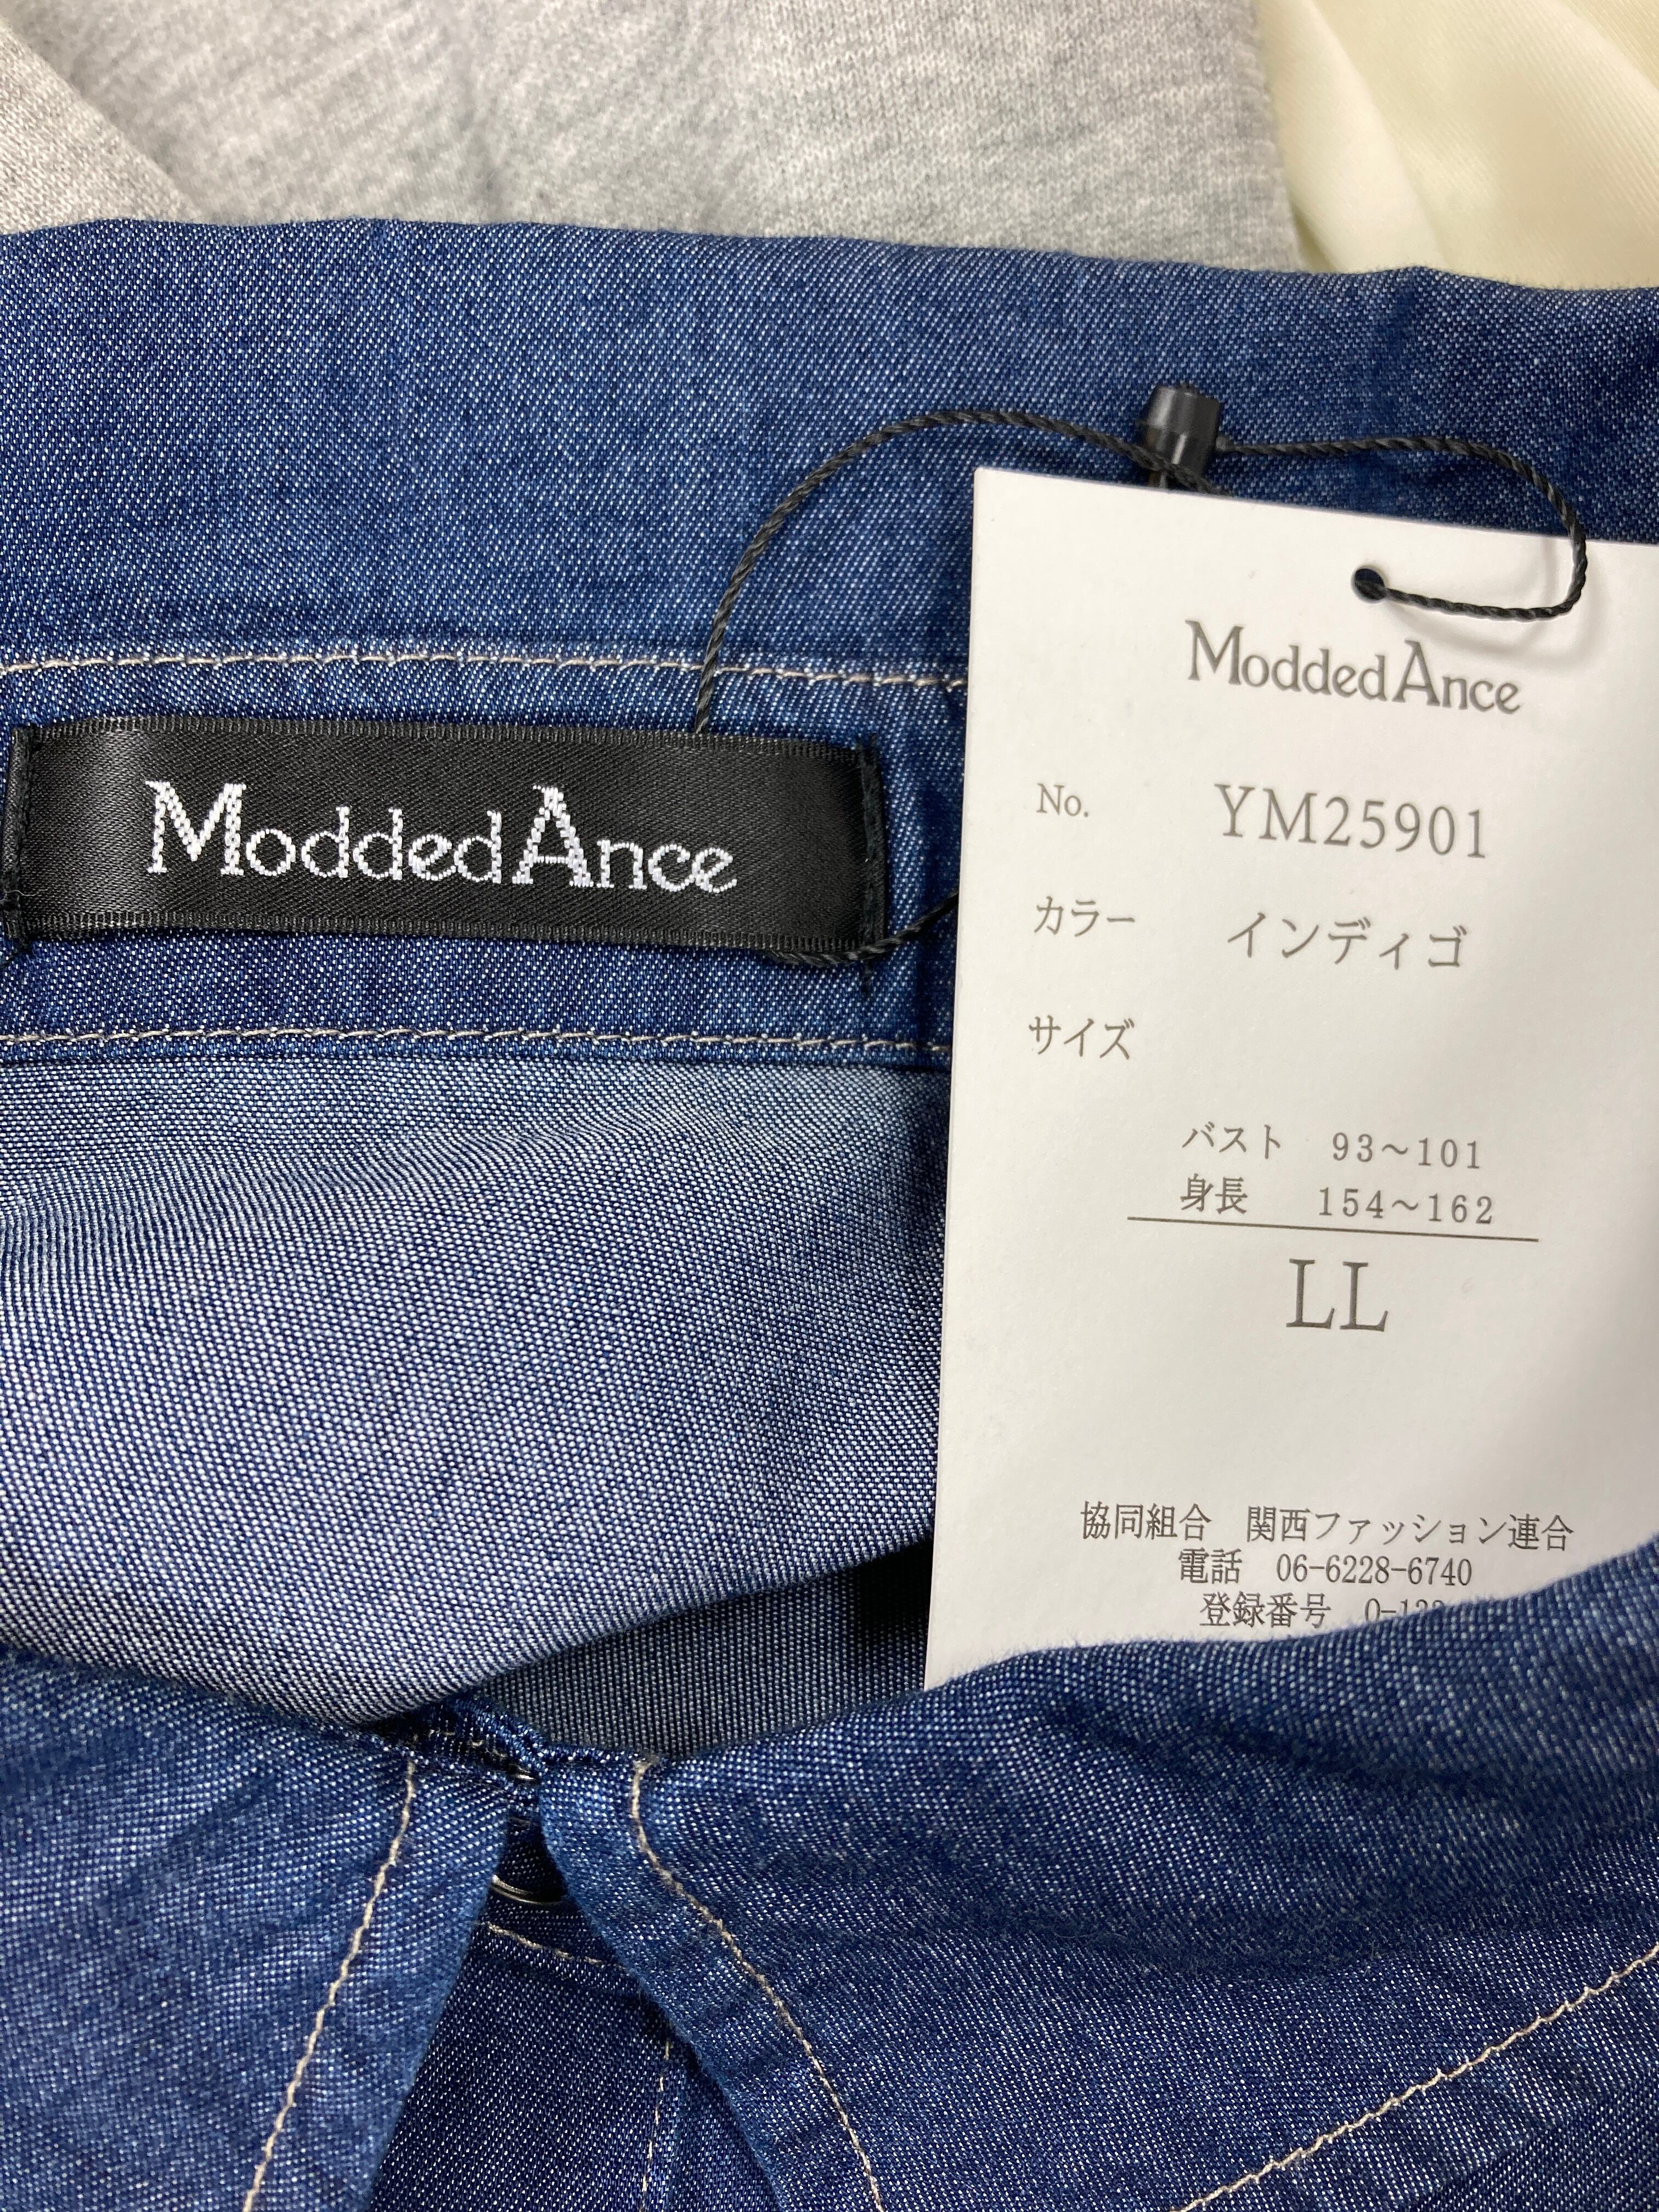 ModdedAnce
ModdedAnce
No. YM25901
カラー インディゴ
サイズ
バスト 93～101
身長 154～162
LL
協同組合 関西ファッション連合
電話 06-6228-6740
登録番号